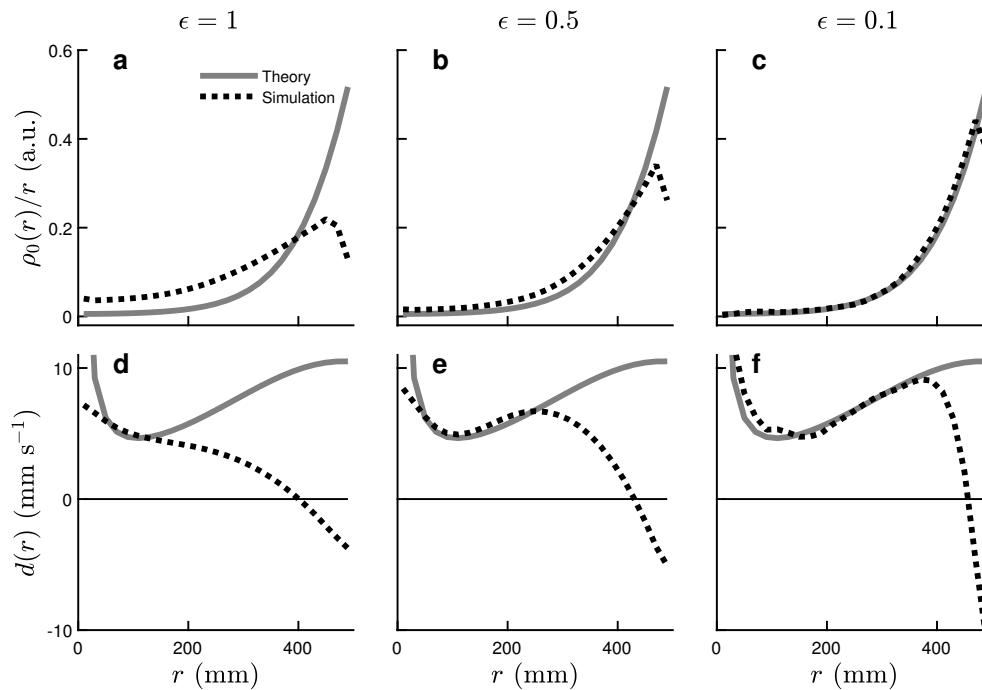 ϵ = 1 ϵ = 0.5 ϵ = 0.1
a b c
Theory
Simulation
0.6
0.4
0.2
0
ρ₀(r)/r (a.u.)
d e f
10
0
-10
d(r) (mm s⁻¹)
0 200 400 0 200 400 0 200 400
r (mm) r (mm) r (mm)